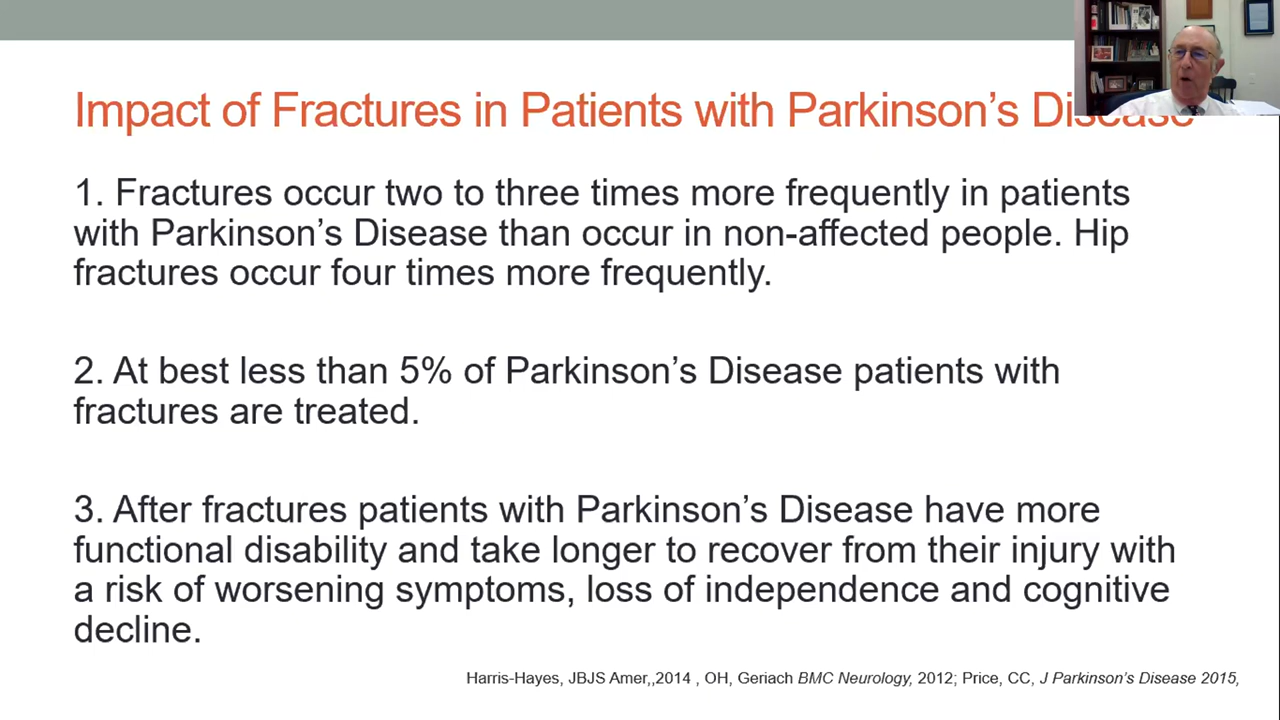 Impact of Fractures in Patients with Parkinson's Disease
1. Fractures occur two to three times more frequently in patients
with Parkinson's Disease than occur in non-affected people. Hip
fractures occur four times more frequently.
2. At best less than 5% of Parkinson's Disease patients with
fractures are treated.
3. After fractures patients with Parkinson's Disease have more
functional disability and take longer to recover from their injury with
a risk of worsening symptoms, loss of independence and cognitive
decline.
Harris-Hayes, JBJS Amer,,2014 , OH, Geriach BMC Neurology, 2012; Price, CC, J Parkinson's Disease 2015,